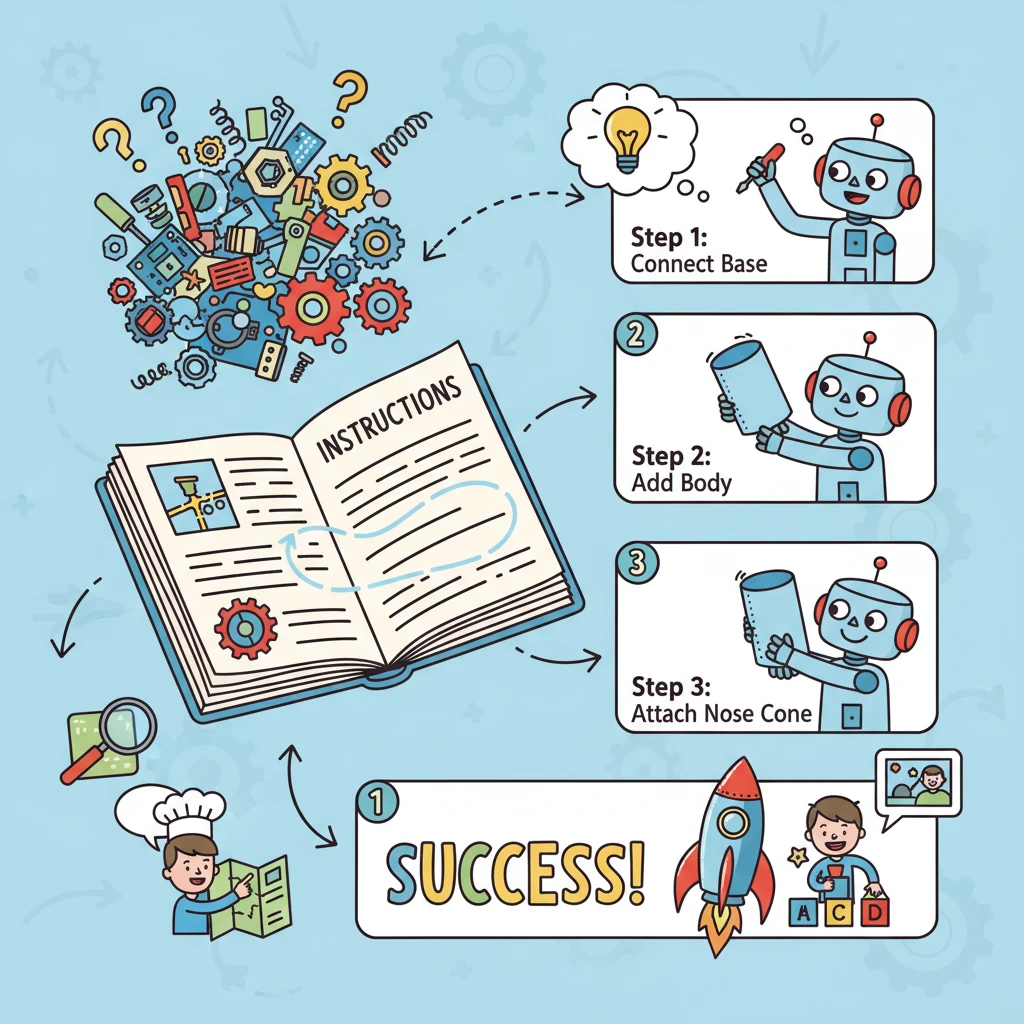 ? ? ?
INSTRUCTIONS
Step 1:
Connect Base
2
Step 2:
Add Body
3
Step 3:
Attach Nose Cone
1
SUCCESS!
A C D